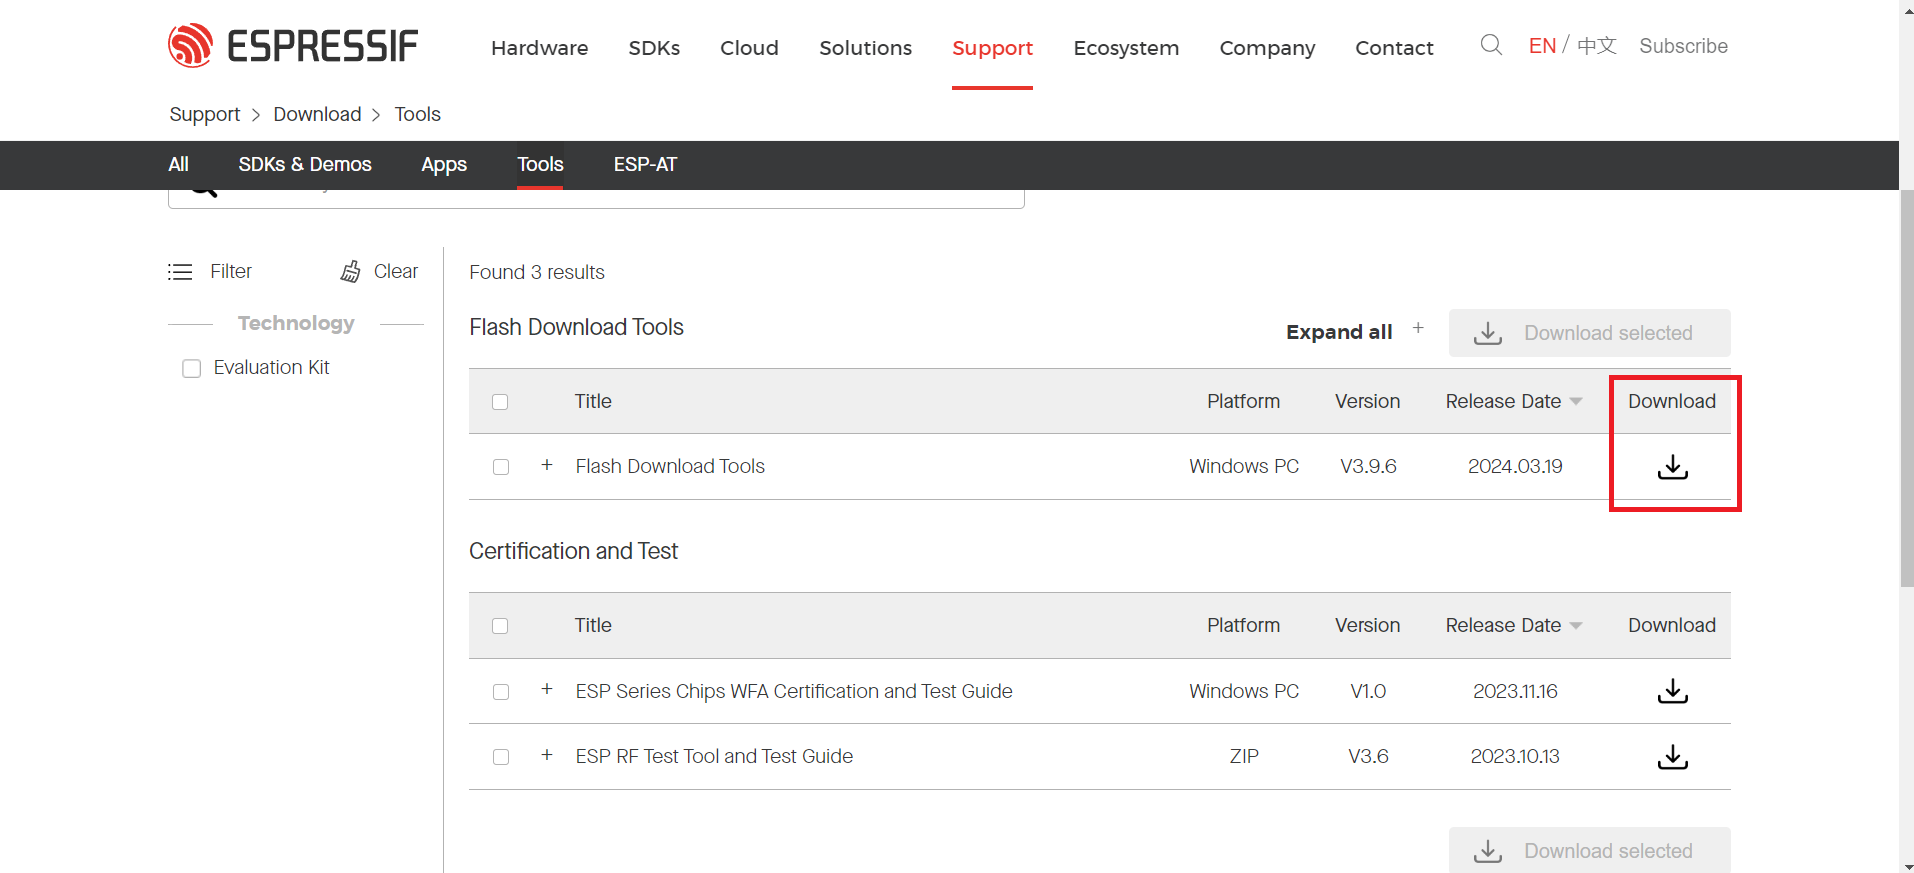 ESPRESSIF
Hardware SDKs Cloud Solutions Support Ecosystem Company Contact EN / 中文 Subscribe
Support > Download > Tools
All SDKs & Demos Apps Tools ESP-AT
Filter Clear
Technology
Evaluation Kit
Found 3 results
Flash Download Tools Expand all + Download selected
Title Platform Version Release Date Download
+ Flash Download Tools Windows PC V3.9.6 2024.03.19
Certification and Test
Title Platform Version Release Date Download
+ ESP Series Chips WFA Certification and Test Guide Windows PC V1.0 2023.11.16
+ ESP RF Test Tool and Test Guide ZIP V3.6 2023.10.13
Download selected